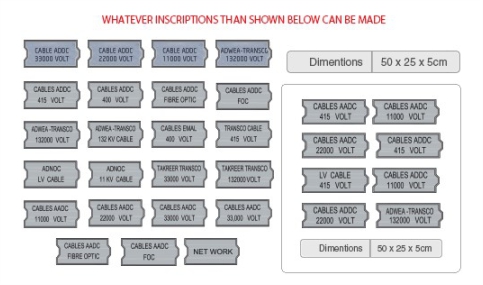 WHATEVER INSCRIPTIONS THAN SHOWN BELOW CAN BE MADE
CABLE ADDC
33000 VOLT
CABLE ADDC
22000 VOLT
CABLE ADDC
11000 VOLT
ADWEA-TRANSCO
132000 VOLT
CABLES ADDC
415 VOLT
CABLES ADDC
400 VOLT
CABLES ADDC
FIBRE OPTIC
CABLES ADDC
FOC
ADWEA-TRANSCO
132000 VOLT
ADWEA-TRANSCO
132 KV CABLE
CABLES EMAL
400 VOLT
TRANSCO CABLE
415 VOLT
ADNOC
LV CABLE
ADNOC
11 KV CABLE
TAKREER TRANSCO
33000 VOLT
TAKREER TRANSCO
132000 VOLT
CABLES AADC
11000 VOLT
CABLES AADC
22000 VOLT
CABLES AADC
33000 VOLT
CABLES AADC
33,000 VOLT
CABLES AADC
FIBRE OPTIC
CABLES AADC
FOC
NET WORK
Dimentions 50 x 25 x 5cm
CABLES AADC
415 VOLT
CABLES AADC
11000 VOLT
CABLES AADC
22000 VOLT
CABLES ADDC
415 VOLT
LV CABLE
415 VOLT
CABLES ADDC
11000 VOLT
CABLES ADDC
22000 VOLT
ADWEA -TRANSCO
132000 VOLT
Dimentions 50 x 25 x 5cm